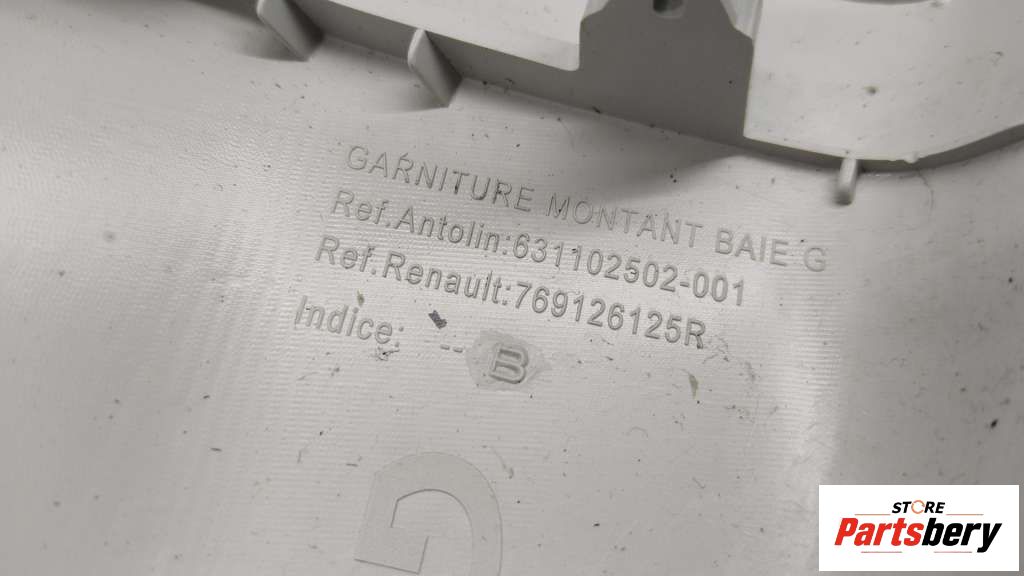 GARNITURE MONTANT BAIE G
Ref.Antolin:631102502-001
Ref.Renault:769126125R
Indice: --B
G
STORE
Partsbery